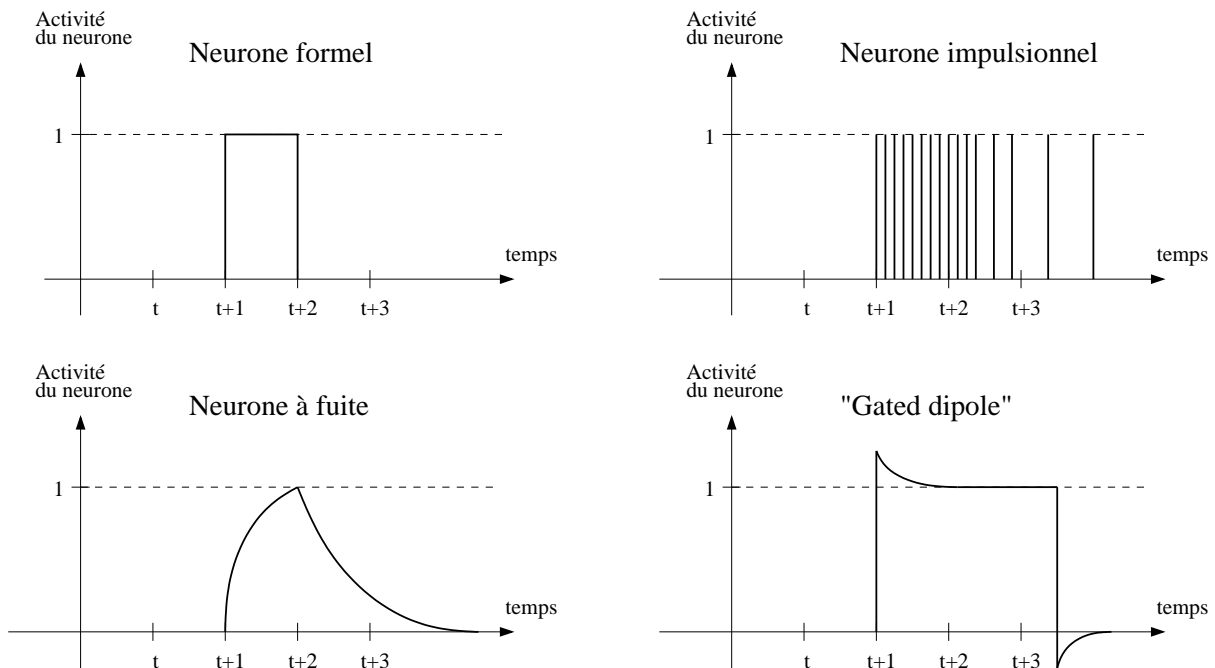 Activité
du neurone
Neurone formel
1
temps
t t+1 t+2 t+3
Activité
du neurone
Neurone impulsionnel
1
temps
t t+1 t+2 t+3
Activité
du neurone
Neurone à fuite
1
temps
t t+1 t+2 t+3
Activité
du neurone
"Gated dipole"
1
temps
t t+1 t+2 t+3